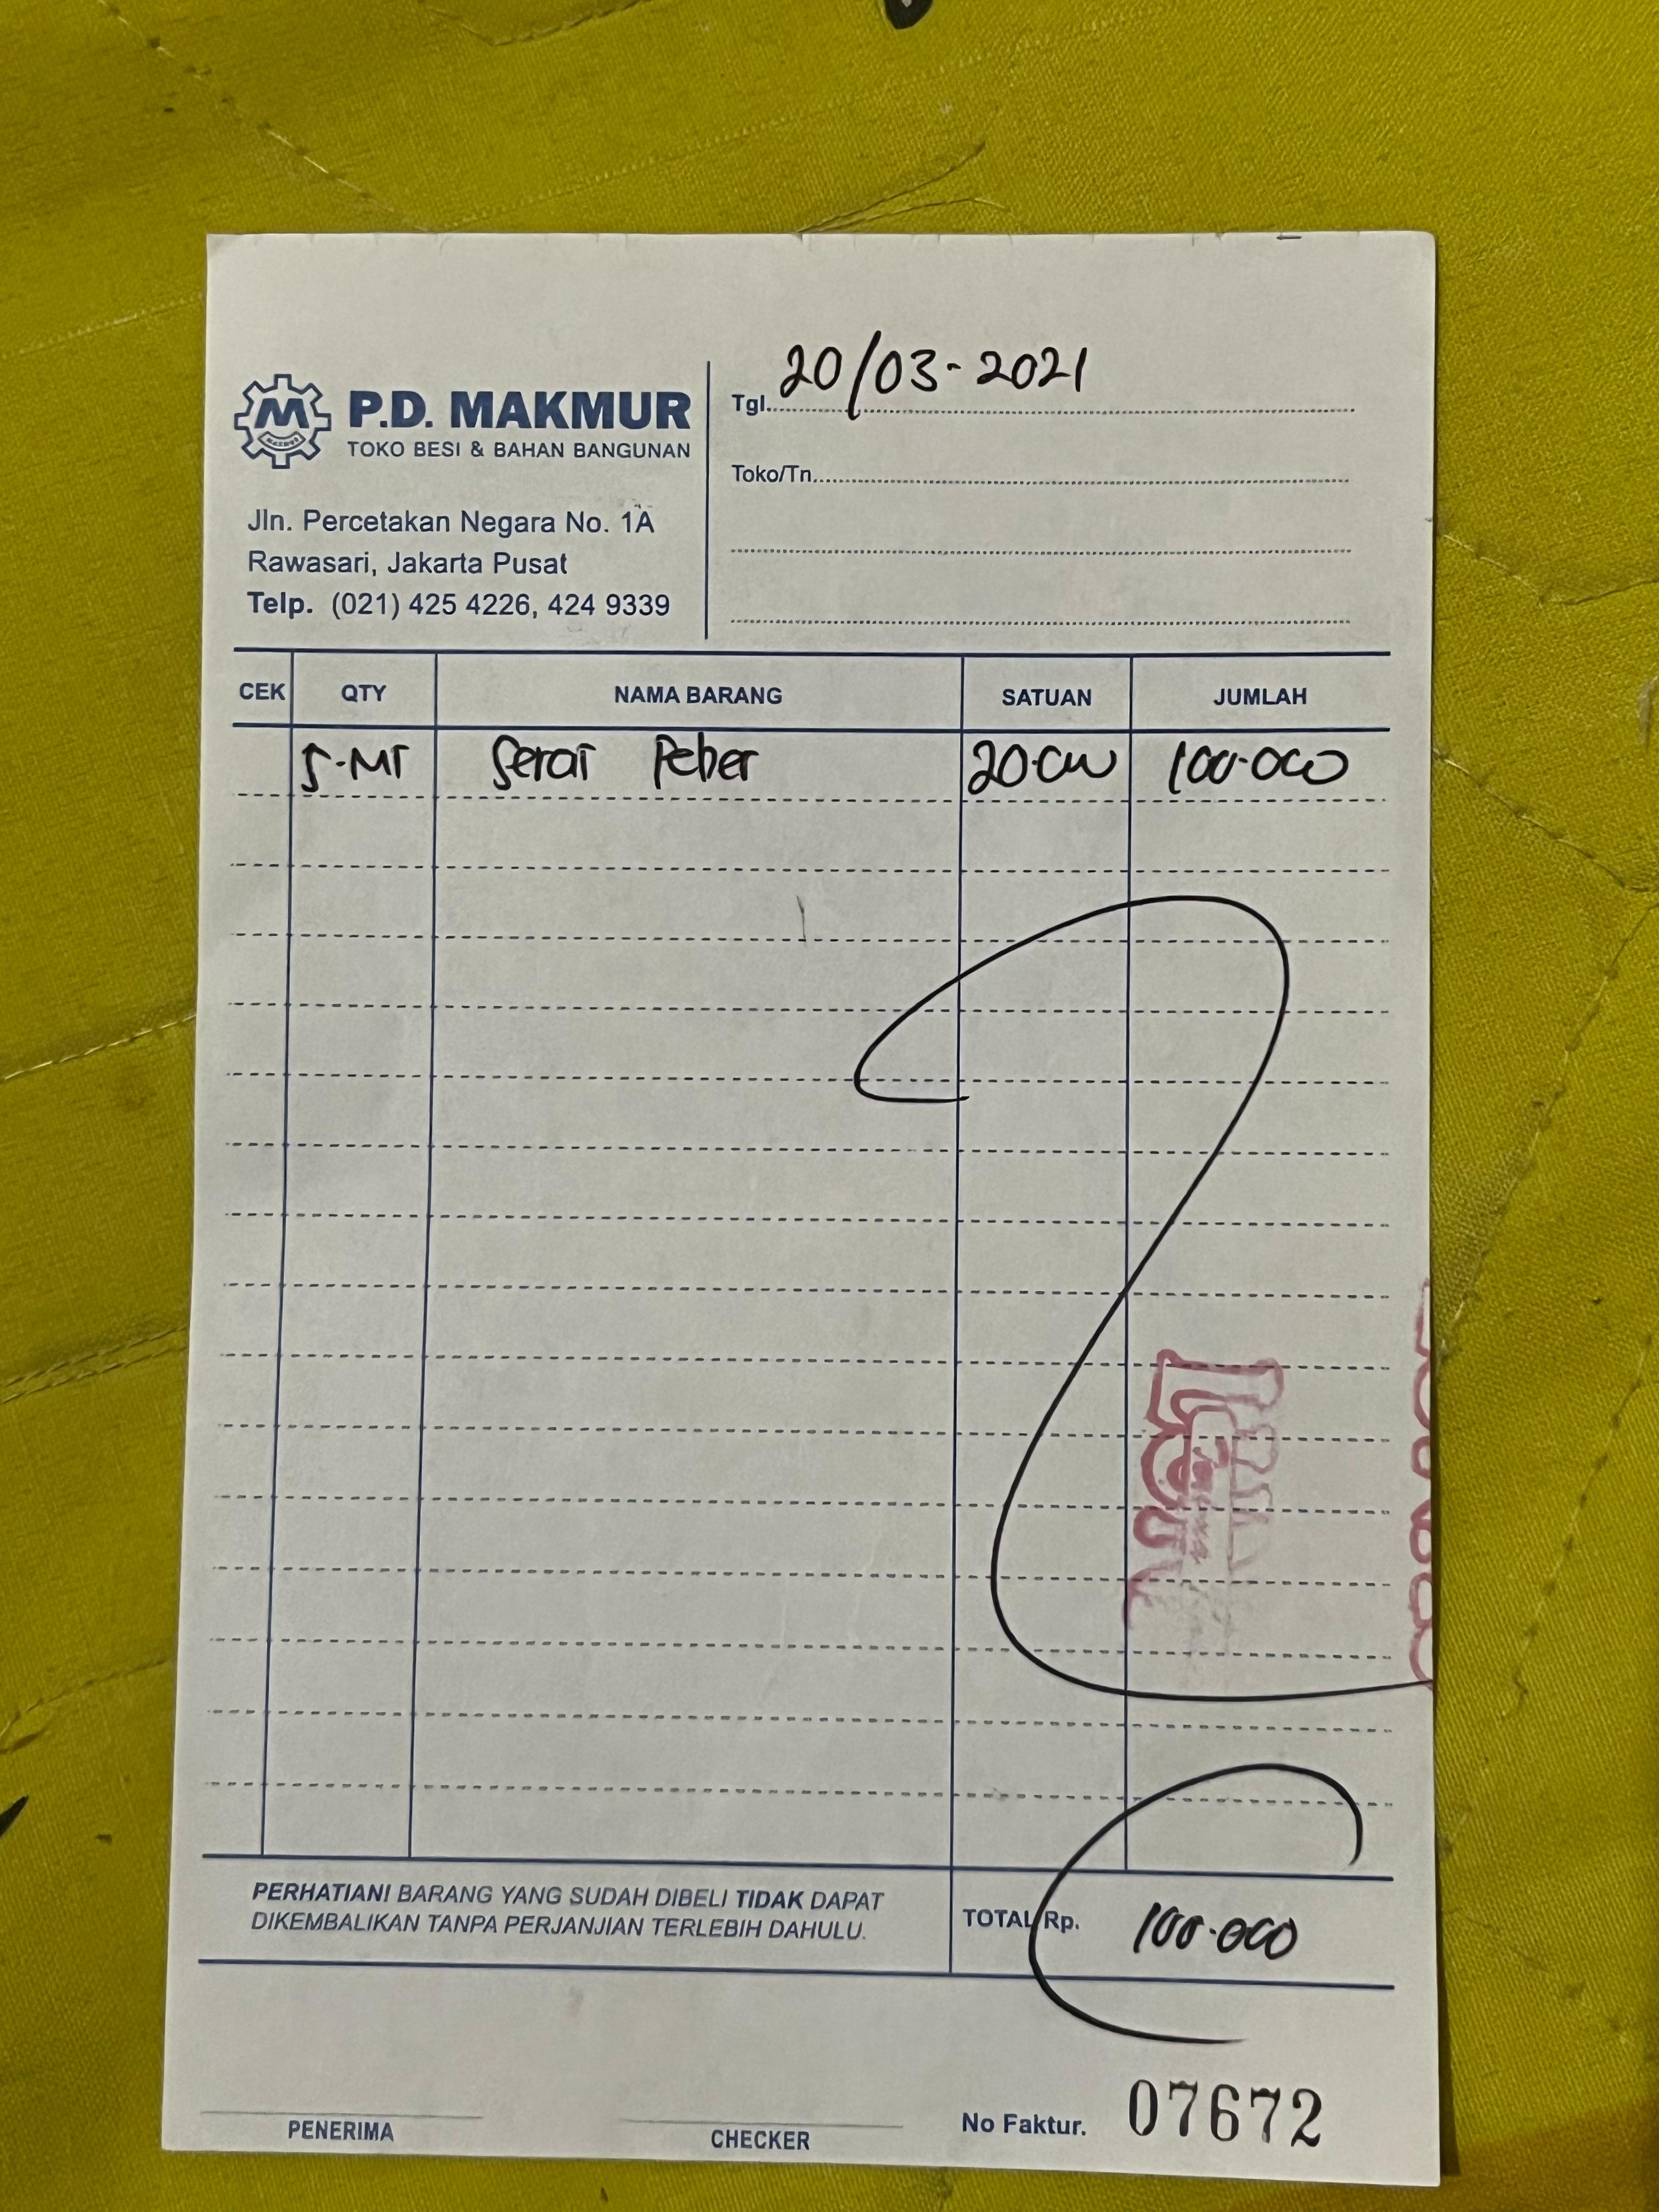 P.D. MAKMUR
TOKO BESI & BAHAN BANGUNAN
Jln. Percetakan Negara No. 1A
Rawasari, Jakarta Pusat
Telp. (021) 425 4226, 424 9339
Tgl. 20/03-2021
Toko/Tn.
CEK QTY NAMA BARANG SATUAN JUMLAH
5-MT Serat Feber 20.000 100.000
PERHATIAN! BARANG YANG SUDAH DIBELI TIDAK DAPAT
DIKEMBALIKAN TANPA PERJANJIAN TERLEBIH DAHULU.
TOTAL Rp. 100.000
PENERIMA
CHECKER
No Faktur. 07672